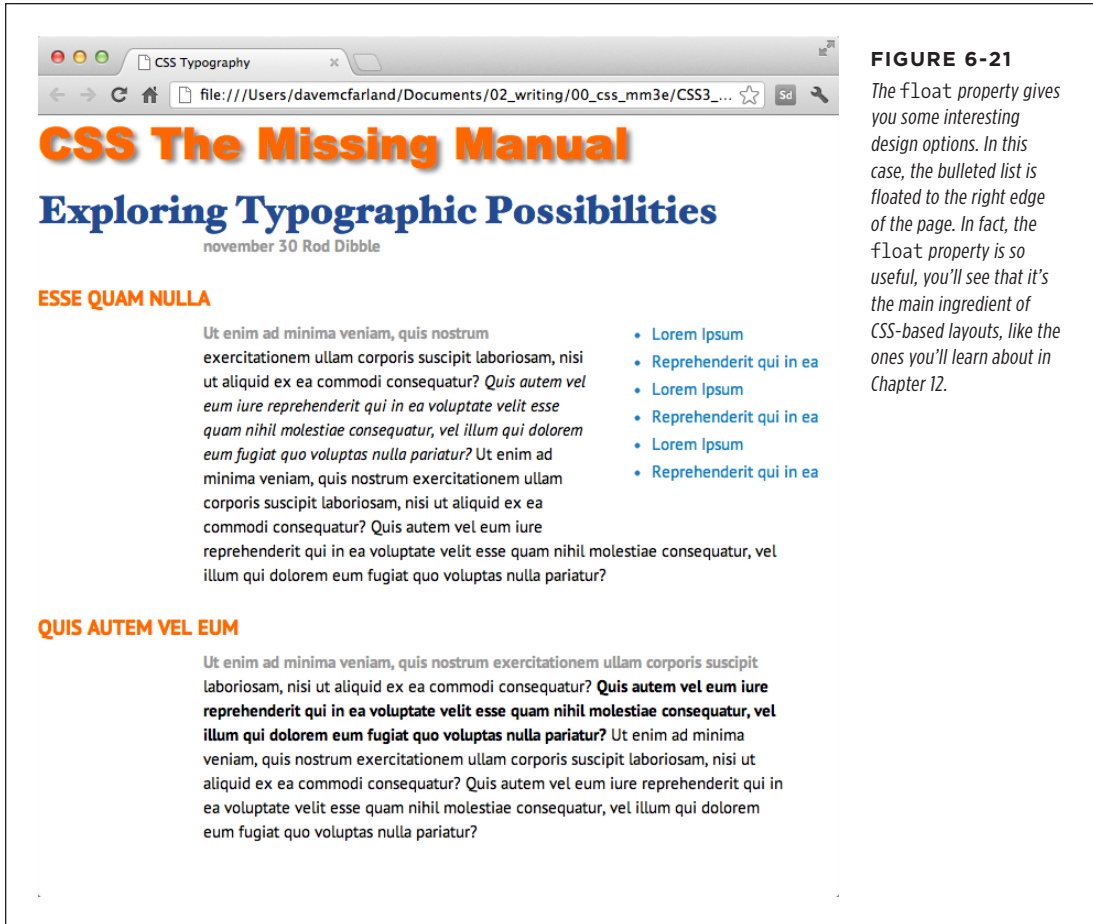 CSS Typography
file:///Users/davemcfarland/Documents/02_writing/00_css_mm3e/CSS3_...
Sd
CSS The Missing Manual
Exploring Typographic Possibilities
november 30 Rod Dibble
ESSE QUAM NULLA
Ut enim ad minima veniam, quis nostrum
exercitationem ullam corporis suscipit laboriosam, nisi
ut aliquid ex ea commodi consequatur? Quis autem vel
eum iure reprehenderit qui in ea voluptate velit esse
quam nihil molestiae consequatur, vel illum qui dolorem
eum fugiat quo voluptas nulla pariatur? Ut enim ad
minima veniam, quis nostrum exercitationem ullam
corporis suscipit laboriosam, nisi ut aliquid ex ea
commodi consequatur? Quis autem vel eum iure
reprehenderit qui in ea voluptate velit esse quam nihil molestiae consequatur, vel
illum qui dolorem eum fugiat quo voluptas nulla pariatur?
• Lorem Ipsum
• Reprehenderit qui in ea
• Lorem Ipsum
• Reprehenderit qui in ea
• Lorem Ipsum
• Reprehenderit qui in ea
QUIS AUTEM VEL EUM
Ut enim ad minima veniam, quis nostrum exercitationem ullam corporis suscipit
laboriosam, nisi ut aliquid ex ea commodi consequatur? Quis autem vel eum iure
reprehenderit qui in ea voluptate velit esse quam nihil molestiae consequatur, vel
illum qui dolorem eum fugiat quo voluptas nulla pariatur? Ut enim ad minima
veniam, quis nostrum exercitationem ullam corporis suscipit laboriosam, nisi ut
aliquid ex ea commodi consequatur? Quis autem vel eum iure reprehenderit qui in
ea voluptate velit esse quam nihil molestiae consequatur, vel illum qui dolorem
eum fugiat quo voluptas nulla pariatur?
FIGURE 6-21
The float property gives
you some interesting
design options. In this
case, the bulleted list is
floated to the right edge
of the page. In fact, the
float property is so
useful, you'll see that it's
the main ingredient of
CSS-based layouts, like the
ones you'll learn about in
Chapter 12.